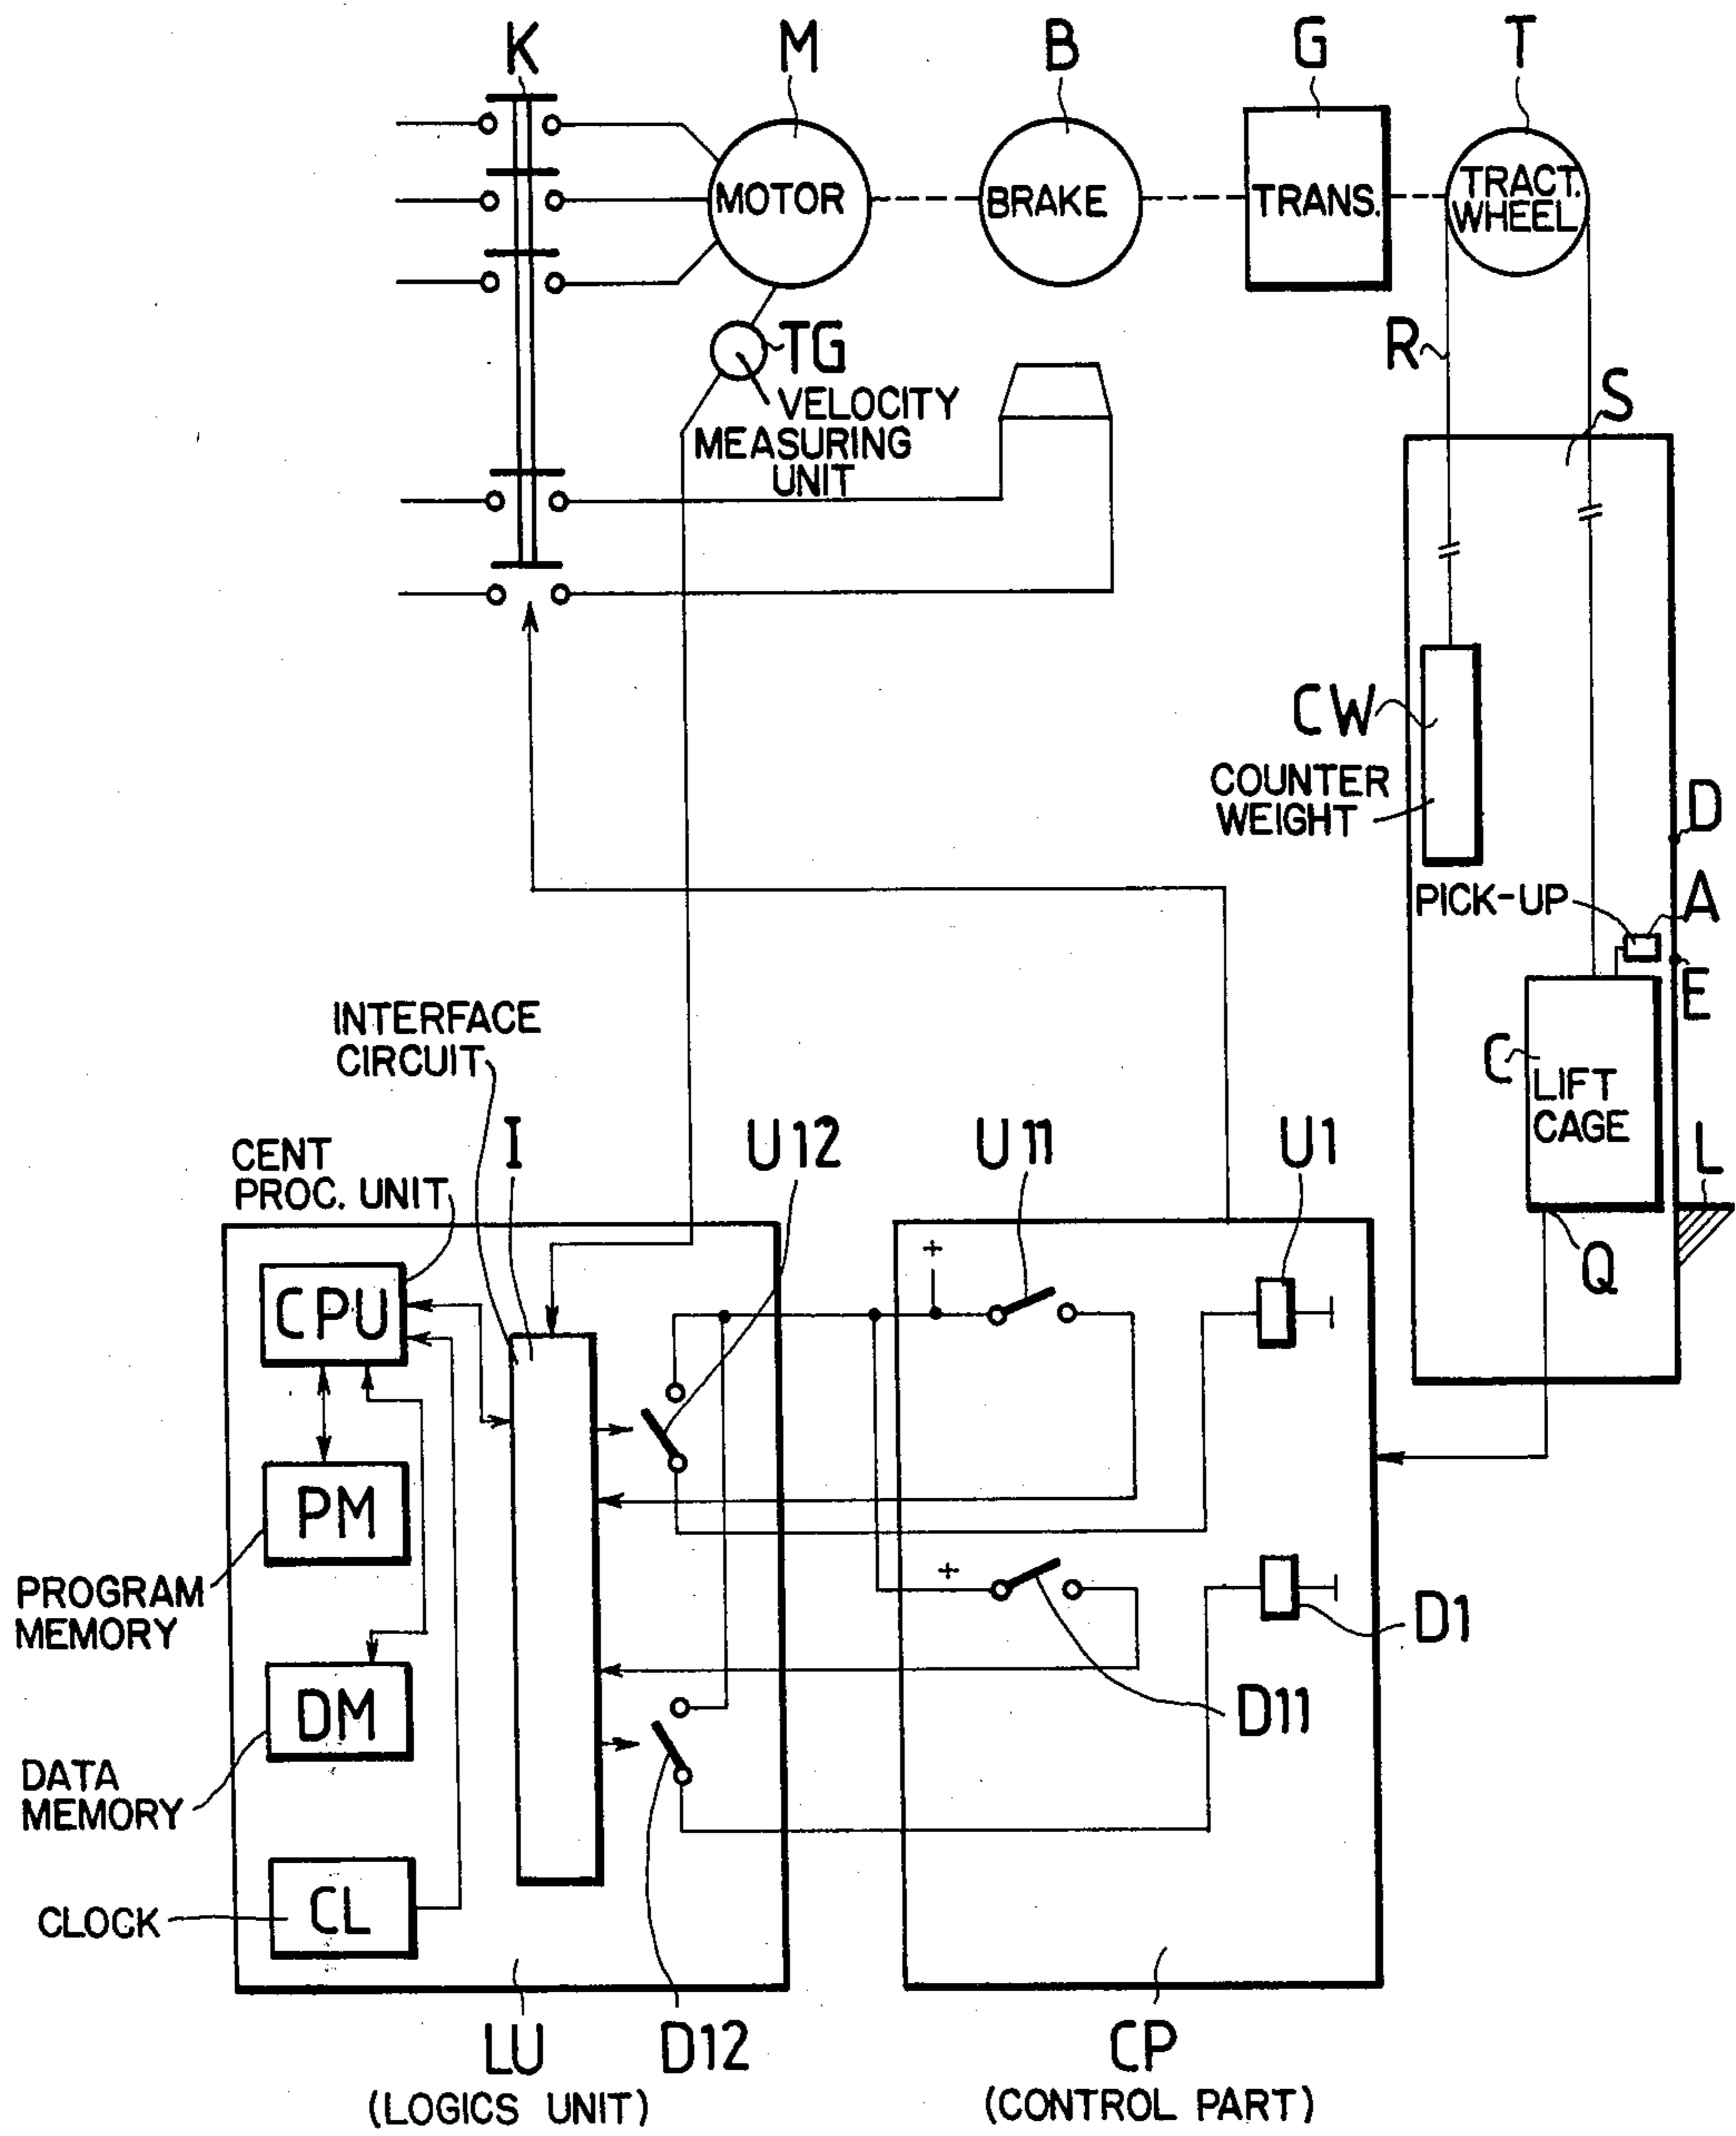 K
M
B
G
T
MOTOR
BRAKE
TRANS.
TRACT.
WHEEL
TG
VELOCITY
MEASURING
UNIT
R
S
CW
COUNTER
WEIGHT
D
PICK-UP
A
E
C
LIFT
CAGE
L
Q
INTERFACE
CIRCUIT
I
U12
U11
U1
CENT
PROC. UNIT
CPU
+
PM
PROGRAM
MEMORY
+
D1
DM
D11
DATA
MEMORY
CLOCK
CL
LU
(LOGICS UNIT)
D12
CP
(CONTROL PART)